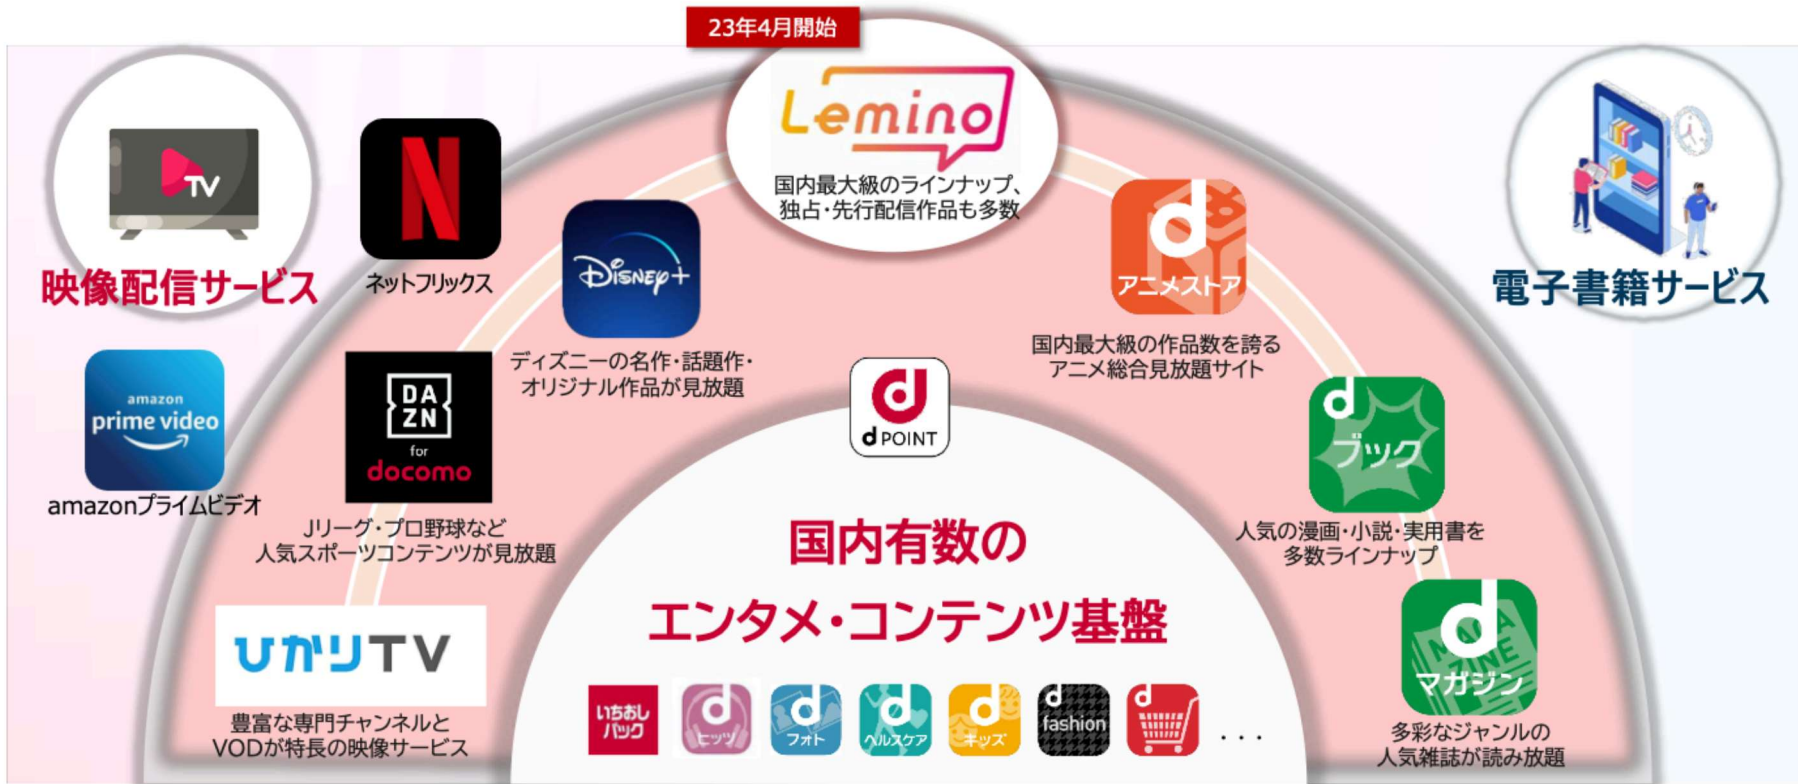 23年4月開始
Lemino
国内最大級のラインナップ、
独占・先行配信作品も多数
TV
映像配信サービス
N
ネットフリックス
Disney+
ディズニーの名作・話題作・
オリジナル作品が見放題
amazon
prime video
amazonプライムビデオ
DA
ZN
for
docomo
Jリーグ・プロ野球など
人気スポーツコンテンツが見放題
ひかりTV
豊富な専門チャンネルと
VODが特長の映像サービス
d
d POINT
国内有数の
エンタメ・コンテンツ基盤
いちおし
パック
d
ヒッツ
d
フォト
d
ヘルスケア
d
キッズ
d
fashion
d
・・・
d
アニメストア
国内最大級の作品数を誇る
アニメ総合見放題サイト
電子書籍サービス
d
ブック
人気の漫画・小説・実用書を
多数ラインナップ
d
MAGA
ZINE
マガジン
多彩なジャンルの
人気雑誌が読み放題